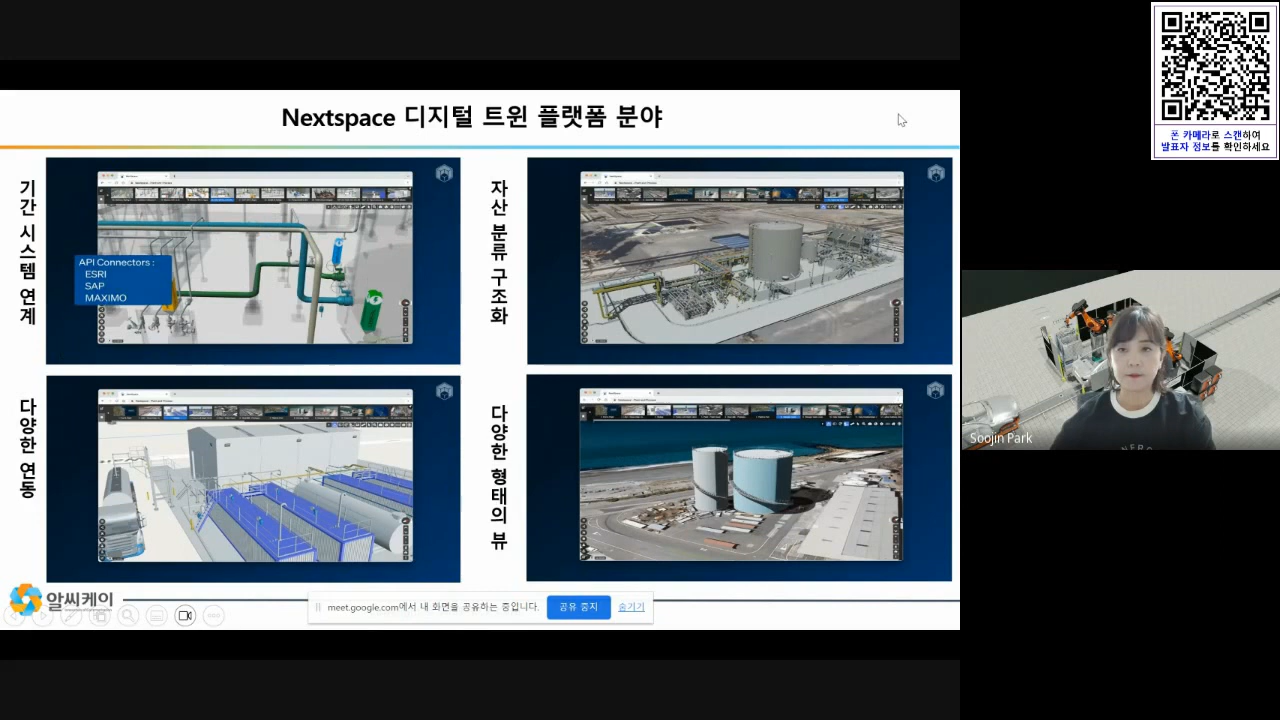 Nextspace 디지털 트윈 플랫폼 분야
기간 시스템 연계
API Connectors :
ESRI
SAP
MAXIMO
자산 분류 구조화
다양한 연동
다양한 형태의 뷰
알씨케이
meet.google.com에서 내 화면을 공유하는 중입니다.
공유 중지
숨기기
폰 카메라로 스캔하여
발표자 정보를 확인하세요
Soojin Park